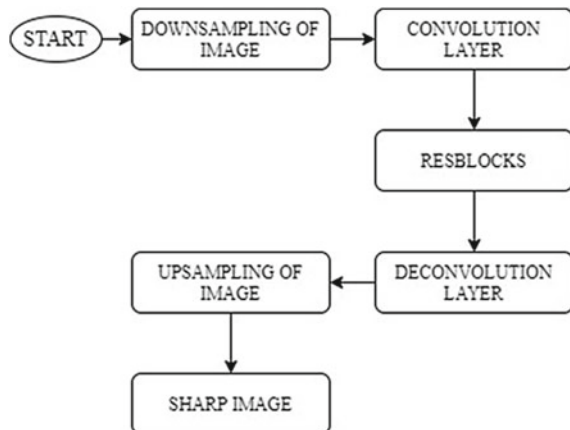 START
DOWNSAMPLING OF
IMAGE
CONVOLUTION
LAYER
RESBLOCKS
DECONVOLUTION
LAYER
UPSAMPLING OF
IMAGE
SHARP IMAGE